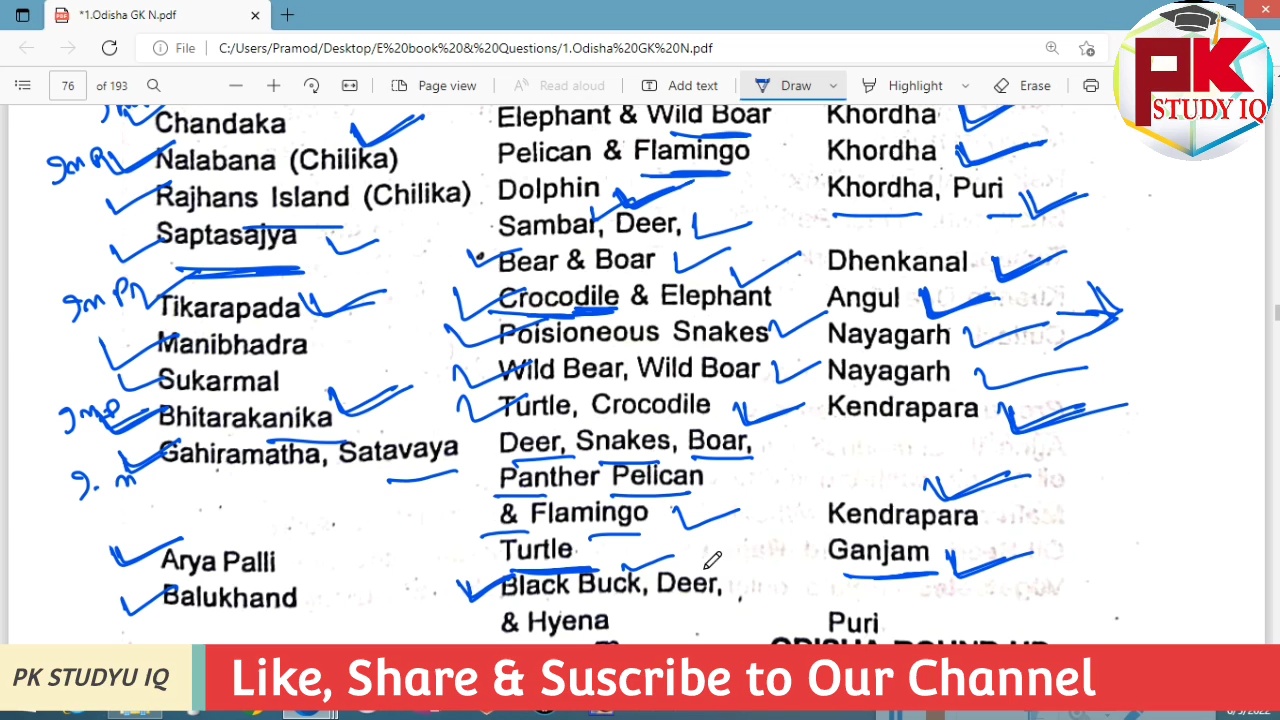 *1.Odisha GK N.pdf
File C:/Users/Pramod/Desktop/E%20book%20&%20Questions/1.Odisha%20GK%20N.pdf
76 of 193 Page view Read aloud Add text Draw Highlight Erase
PK
STUDY IQ
Chandaka Elephant & Wild Boar Khordha
Nalabana (Chilika) Pelican & Flamingo Khordha
Rajhans Island (Chilika) Dolphin Khordha, Puri
Saptasajya Sambar, Deer,
Bear & Boar Dhenkanal
Tikarapada Crocodile & Elephant Angul
Manibhadra Poisioneous Snakes Nayagarh
Sukarmal Wild Bear, Wild Boar Nayagarh
Bhitarakanika Turtle, Crocodile Kendrapara
Gahiramatha, Satavaya Deer, Snakes, Boar,
Panther Pelican
& Flamingo Kendrapara
Arya Palli Turtle Ganjam
Balukhand Black Buck, Deer,
& Hyena Puri
PK STUDYU IQ
Like, Share & Suscribe to Our Channel